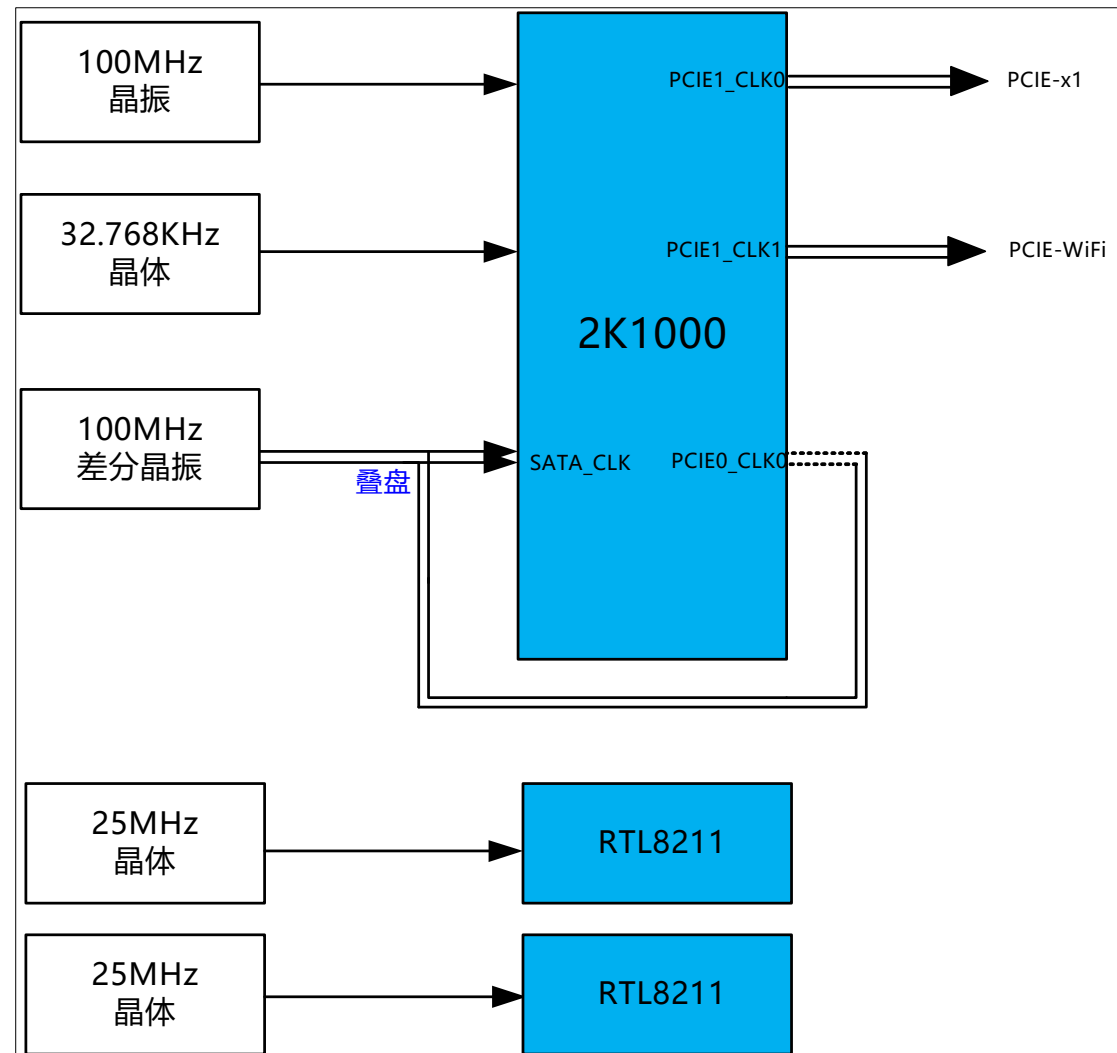 100MHz
晶振
PCIE1_CLK0
PCIE-x1
32.768KHz
晶体
PCIE1_CLK1
PCIE-WiFi
2K1000
100MHz
差分晶振
叠盘
SATA_CLK
PCIE0_CLK0
25MHz
晶体
RTL8211
25MHz
晶体
RTL8211